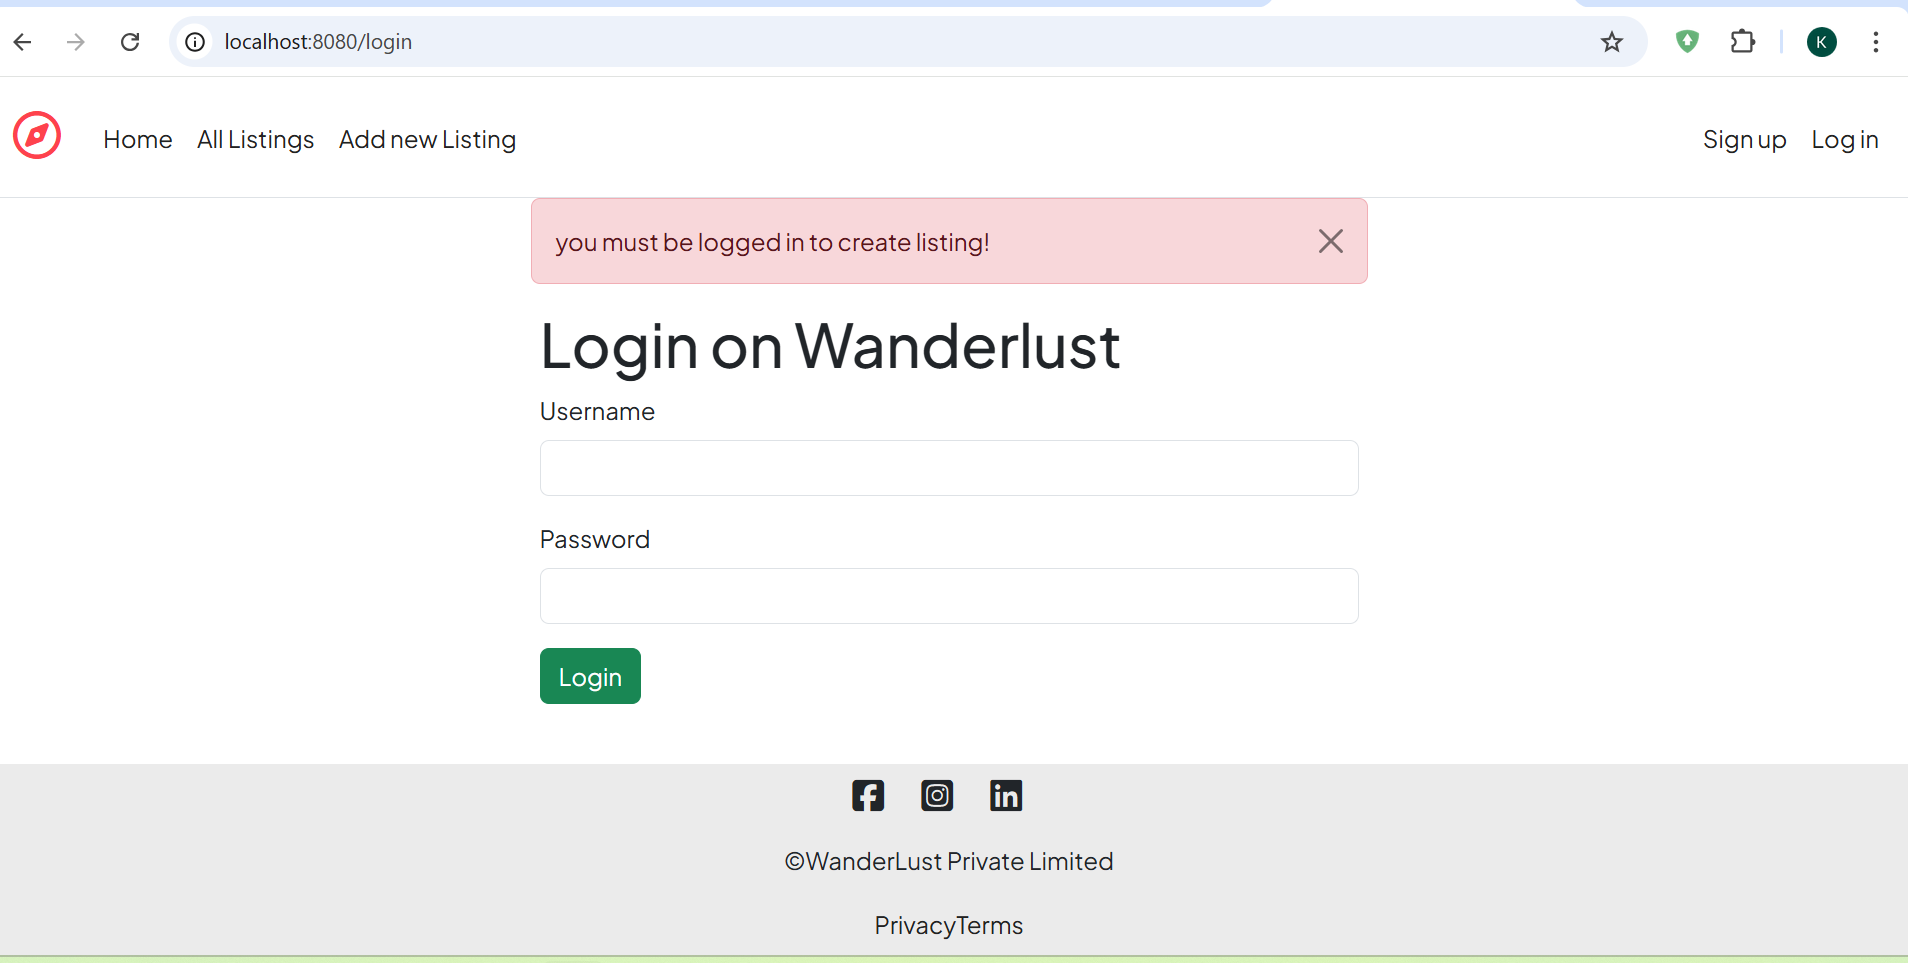 localhost:8080/login
K
Home All Listings Add new Listing Sign up Log in
you must be logged in to create listing!
Login on Wanderlust
Username
Password
Login
©WanderLust Private Limited
PrivacyTerms